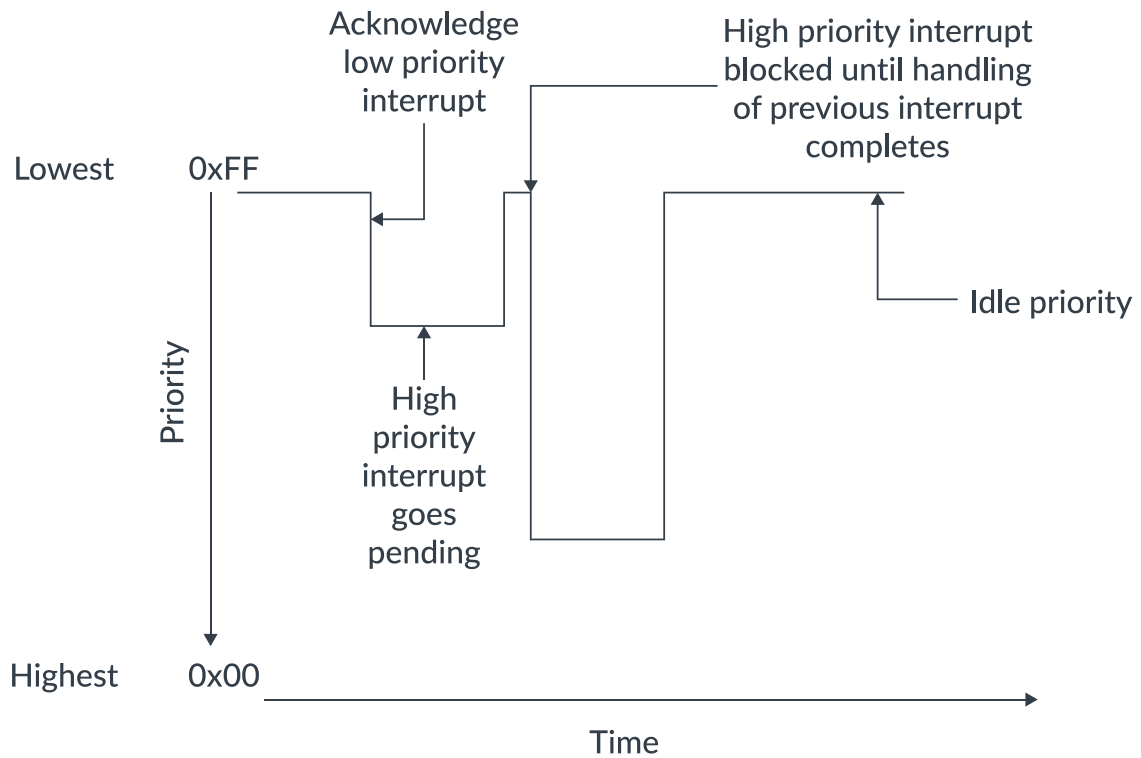 Acknowledge
low priority
interrupt
High priority interrupt
blocked until handling
of previous interrupt
completes
Lowest 0xFF
Idle priority
Priority
High
priority
interrupt
goes
pending
Highest 0x00
Time